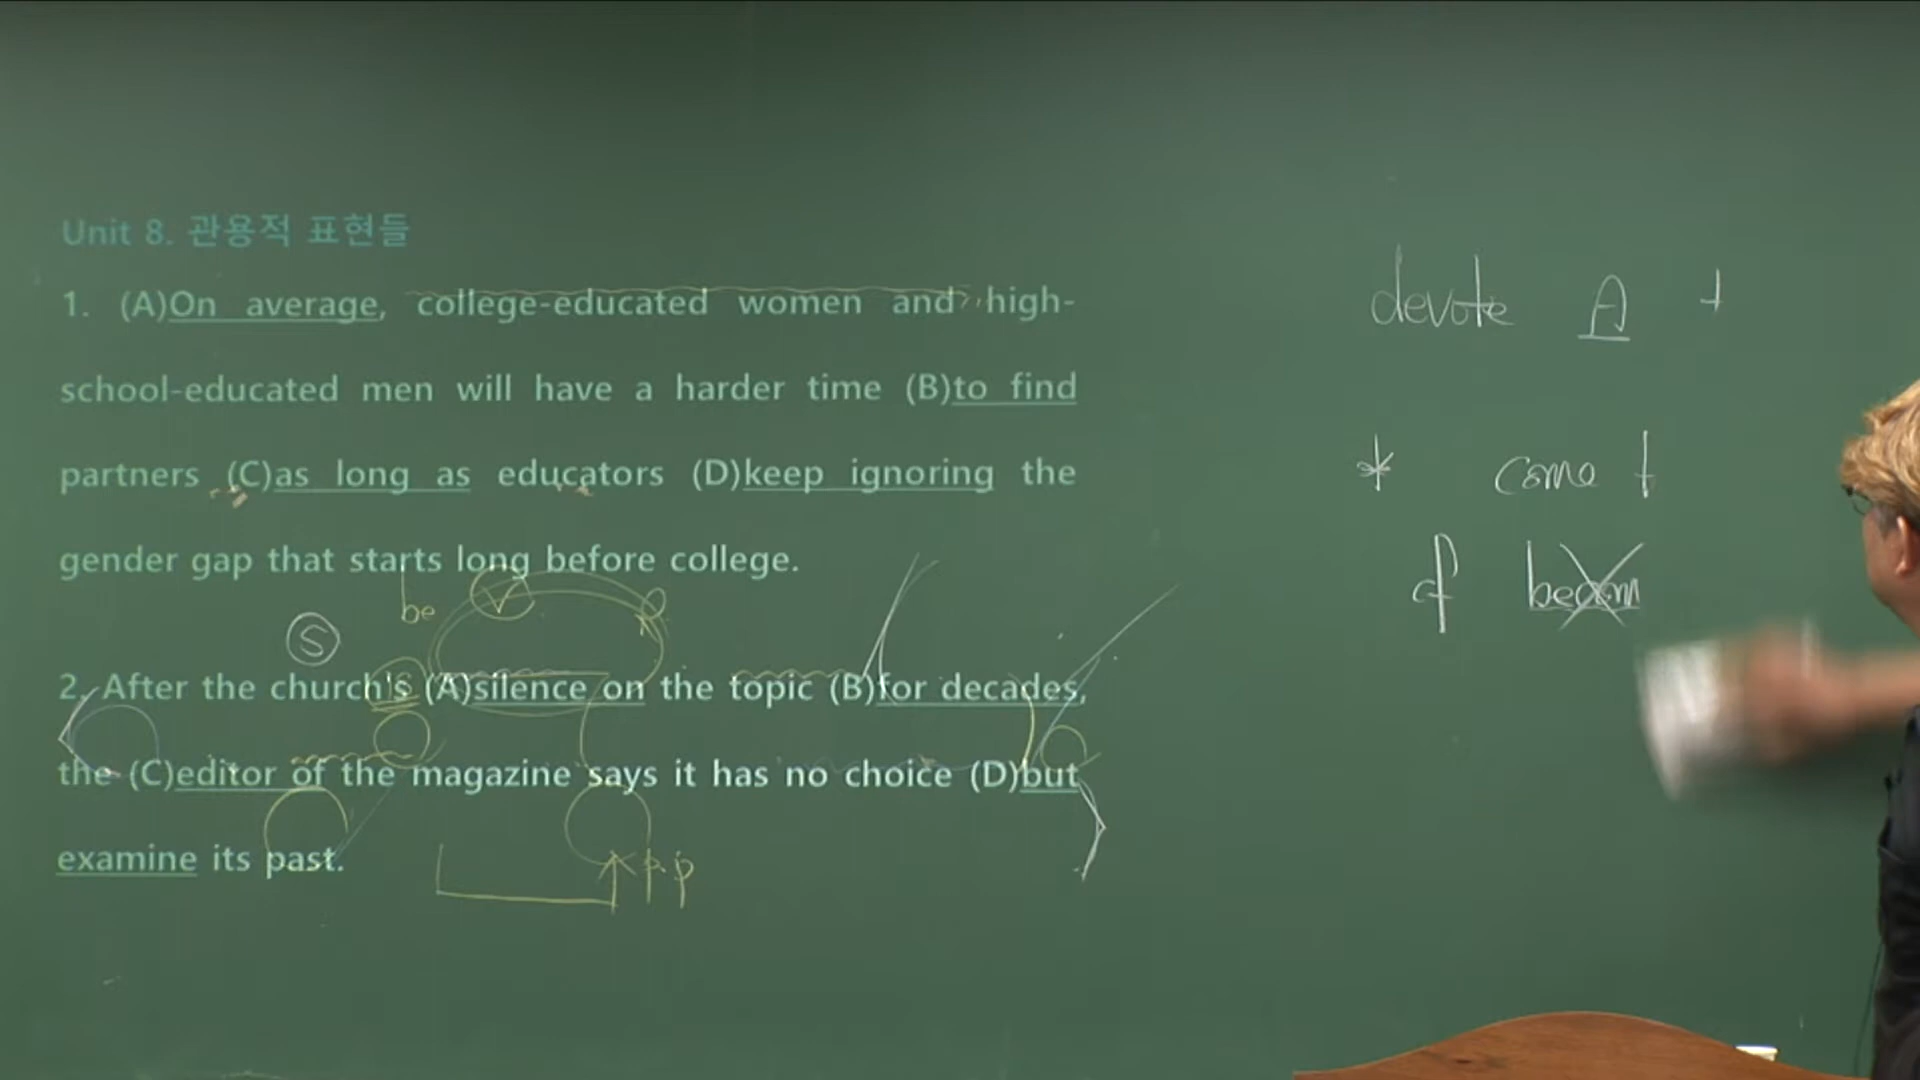 Unit 8. 관용적 표현들
1. (A)On average, college-educated women and high-
school-educated men will have a harder time (B)to find
partners (C)as long as educators (D)keep ignoring the
gender gap that starts long before college.
be V
S
2. After the church's (A)silence on the topic (B)for decades,
the (C)editor of the magazine says it has no choice (D)but
examine its past.
p.p
devote A t
* come t
of